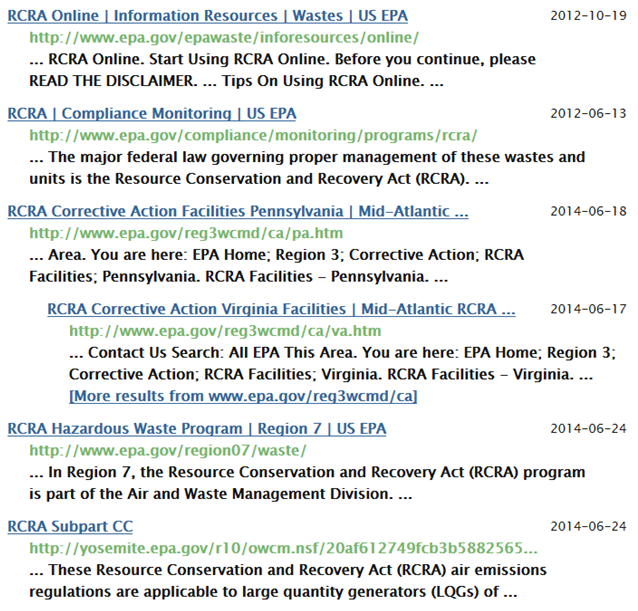 RCRA Online | Information Resources | Wastes | US EPA 2012-10-19
http://www.epa.gov/epawaste/inforesources/online/
... RCRA Online. Start Using RCRA Online. Before you continue, please
READ THE DISCLAIMER. ... Tips On Using RCRA Online. ...
RCRA | Compliance Monitoring | US EPA 2012-06-13
http://www.epa.gov/compliance/monitoring/programs/rcra/
... The major federal law governing proper management of these wastes and
units is the Resource Conservation and Recovery Act (RCRA). ...
RCRA Corrective Action Facilities Pennsylvania | Mid-Atlantic ... 2014-06-18
http://www.epa.gov/reg3wcmd/ca/pa.htm
... Area. You are here: EPA Home; Region 3; Corrective Action; RCRA
Facilities; Pennsylvania. RCRA Facilities - Pennsylvania. ...
RCRA Corrective Action Virginia Facilities | Mid-Atlantic RCRA ... 2014-06-17
http://www.epa.gov/reg3wcmd/ca/va.htm
... Contact Us Search: All EPA This Area. You are here: EPA Home; Region 3;
Corrective Action; RCRA Facilities; Virginia. RCRA Facilities - Virginia. ...
[More results from www.epa.gov/reg3wcmd/ca]
RCRA Hazardous Waste Program | Region 7 | US EPA 2014-06-24
http://www.epa.gov/region07/waste/
... In Region 7, the Resource Conservation and Recovery Act (RCRA) program
is part of the Air and Waste Management Division. ...
RCRA Subpart CC 2014-06-24
http://yosemite.epa.gov/r10/owcm.nsf/20af612749fcb3b5882565...
... These Resource Conservation and Recovery Act (RCRA) air emissions
regulations are applicable to large quantity generators (LQGs) of ...